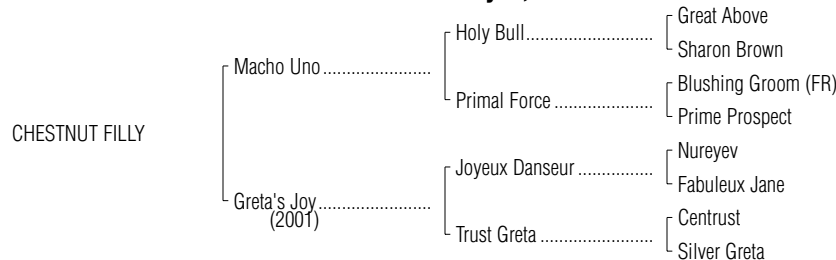 Great Above
Holy Bull
Sharon Brown
Macho Uno
Blushing Groom (FR)
Primal Force
Prime Prospect
CHESTNUT FILLY
Nureyev
Joyeux Danseur
Fabuleux Jane
Greta's Joy
(2001)
Centrust
Trust Greta
Silver Greta